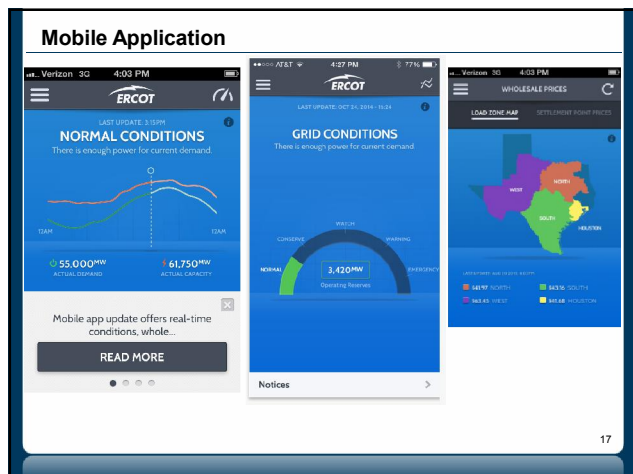 Mobile Application
Verizon 3G 4:03 PM
ERCOT
LAST UPDATE: 3:15PM
NORMAL CONDITIONS
There is enough power for current demand.
12AM 12AM
55,000MW 61,750MW
ACTUAL DEMAND ACTUAL CAPACITY
Mobile app update offers real-time
conditions, whole...
READ MORE
AT&T 4:27 PM 77%
ERCOT
LAST UPDATE: OCT 24, 2014 - 16:24
GRID CONDITIONS
There is enough power for current demand
WATCH
CONSERVE WARNING
NORMAL EMERGENCY
3,420MW
Operating Reserves
Notices
Verizon 3G 4:03 PM
WHOLESALE PRICES
LOAD ZONE MAP SETTLEMENT POINT PRICES
NORTH
WEST
SOUTH
HOUSTON
$41.97 NORTH SOUTH
WEST HOUSTON
17